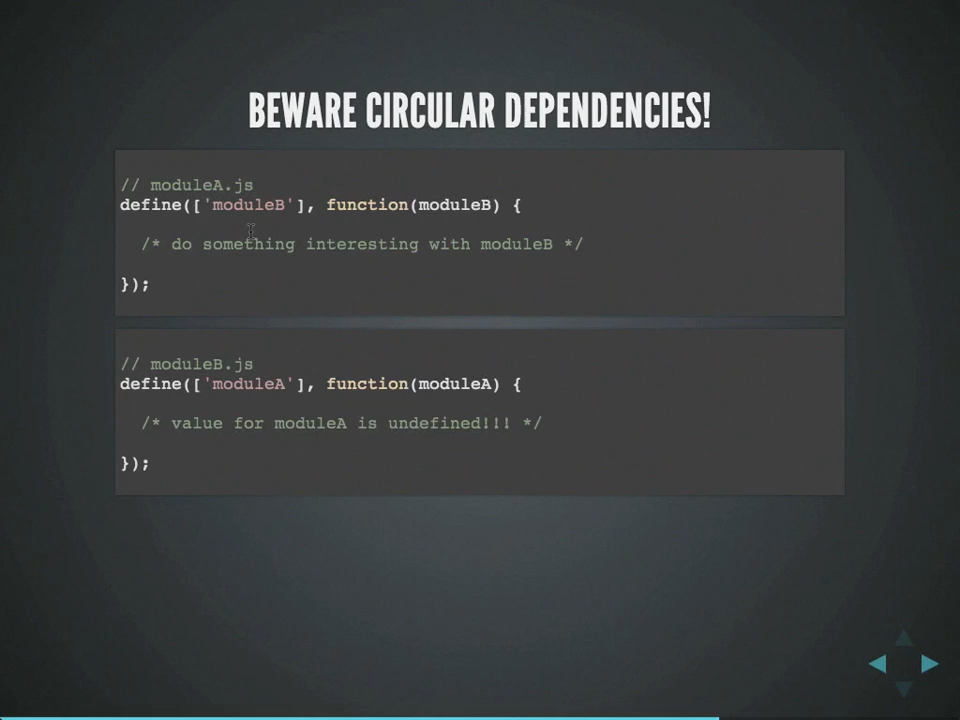 BEWARE CIRCULAR DEPENDENCIES!
// moduleA.js
define(['moduleB'], function(moduleB) {
/* do something interesting with moduleB */
});
// moduleB.js
define(['moduleA'], function(moduleA) {
/* value for moduleA is undefined!!! */
});